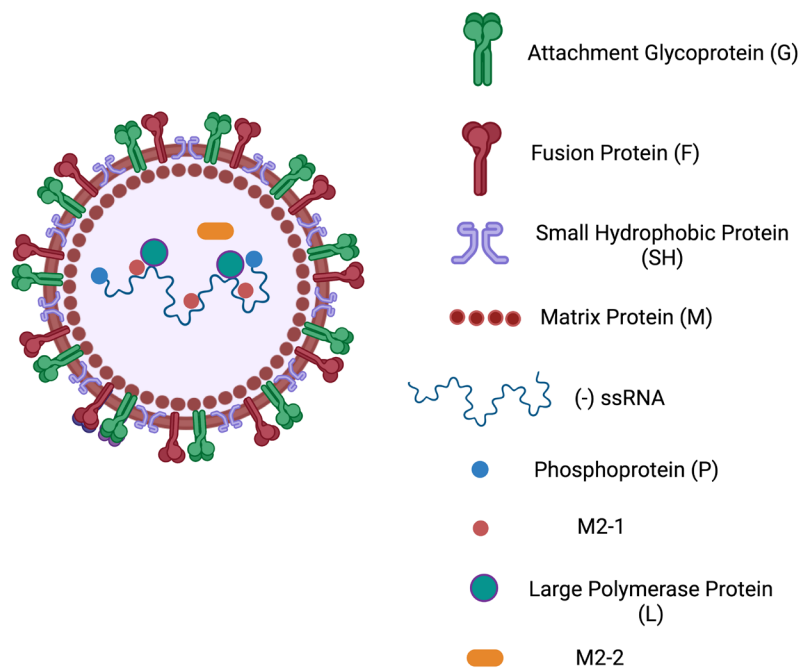 Attachment Glycoprotein (G)
Fusion Protein (F)
Small Hydrophobic Protein
(SH)
Matrix Protein (M)
(-) ssRNA
Phosphoprotein (P)
M2-1
Large Polymerase Protein
(L)
M2-2